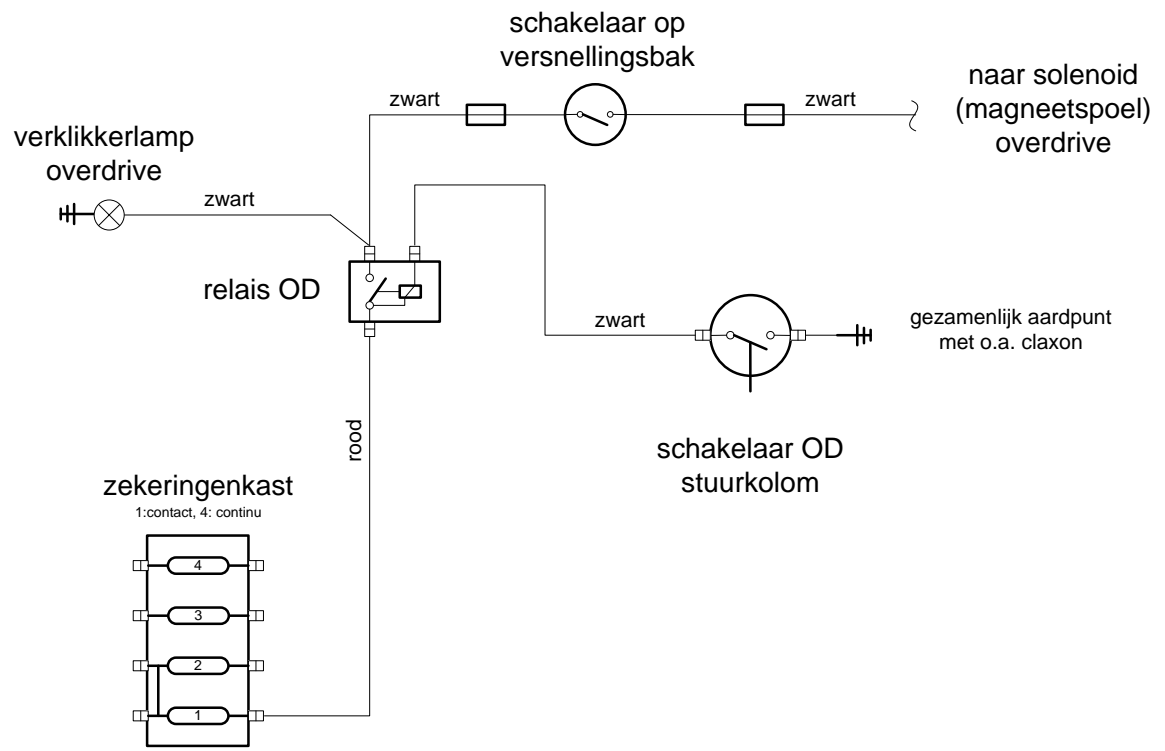 schakelaar op
versnellingsbak
naar solenoid
(magneetspoel)
overdrive
zwart
zwart
verklikkerlamp
overdrive
zwart
relais OD
zwart
gezamenlijk aardpunt
met o.a. claxon
rood
schakelaar OD
stuurkolom
zekeringenkast
1:contact, 4: continu
4
3
2
1